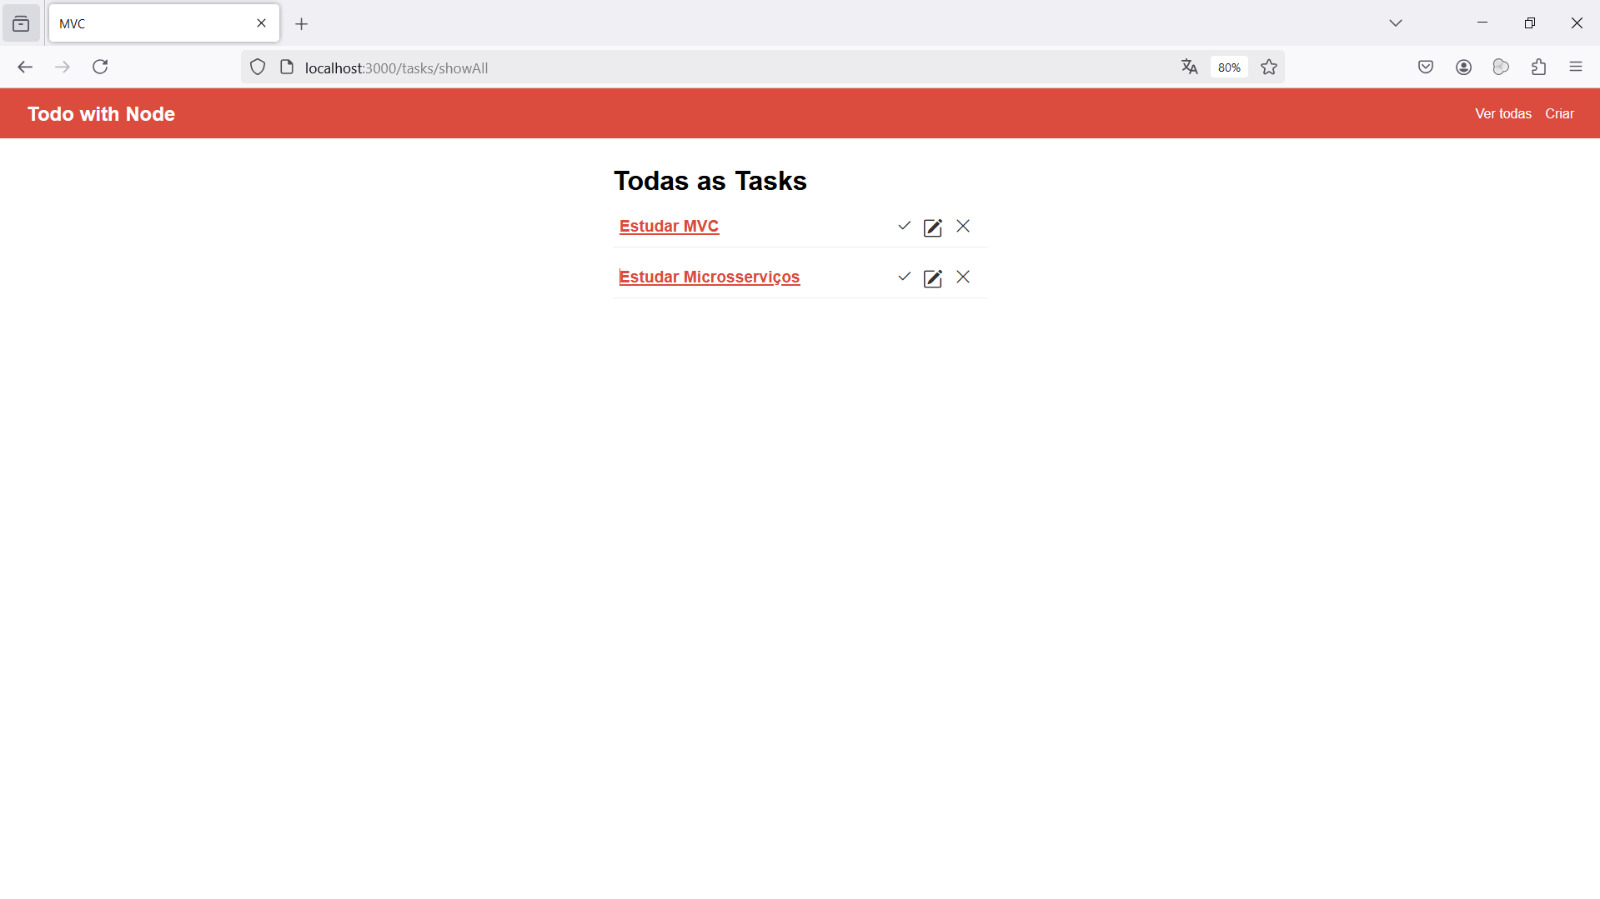 MVC
localhost:3000/tasks/showAll
80%
Todo with Node
Ver todas
Criar
Todas as Tasks
Estudar MVC
Estudar Microsserviços